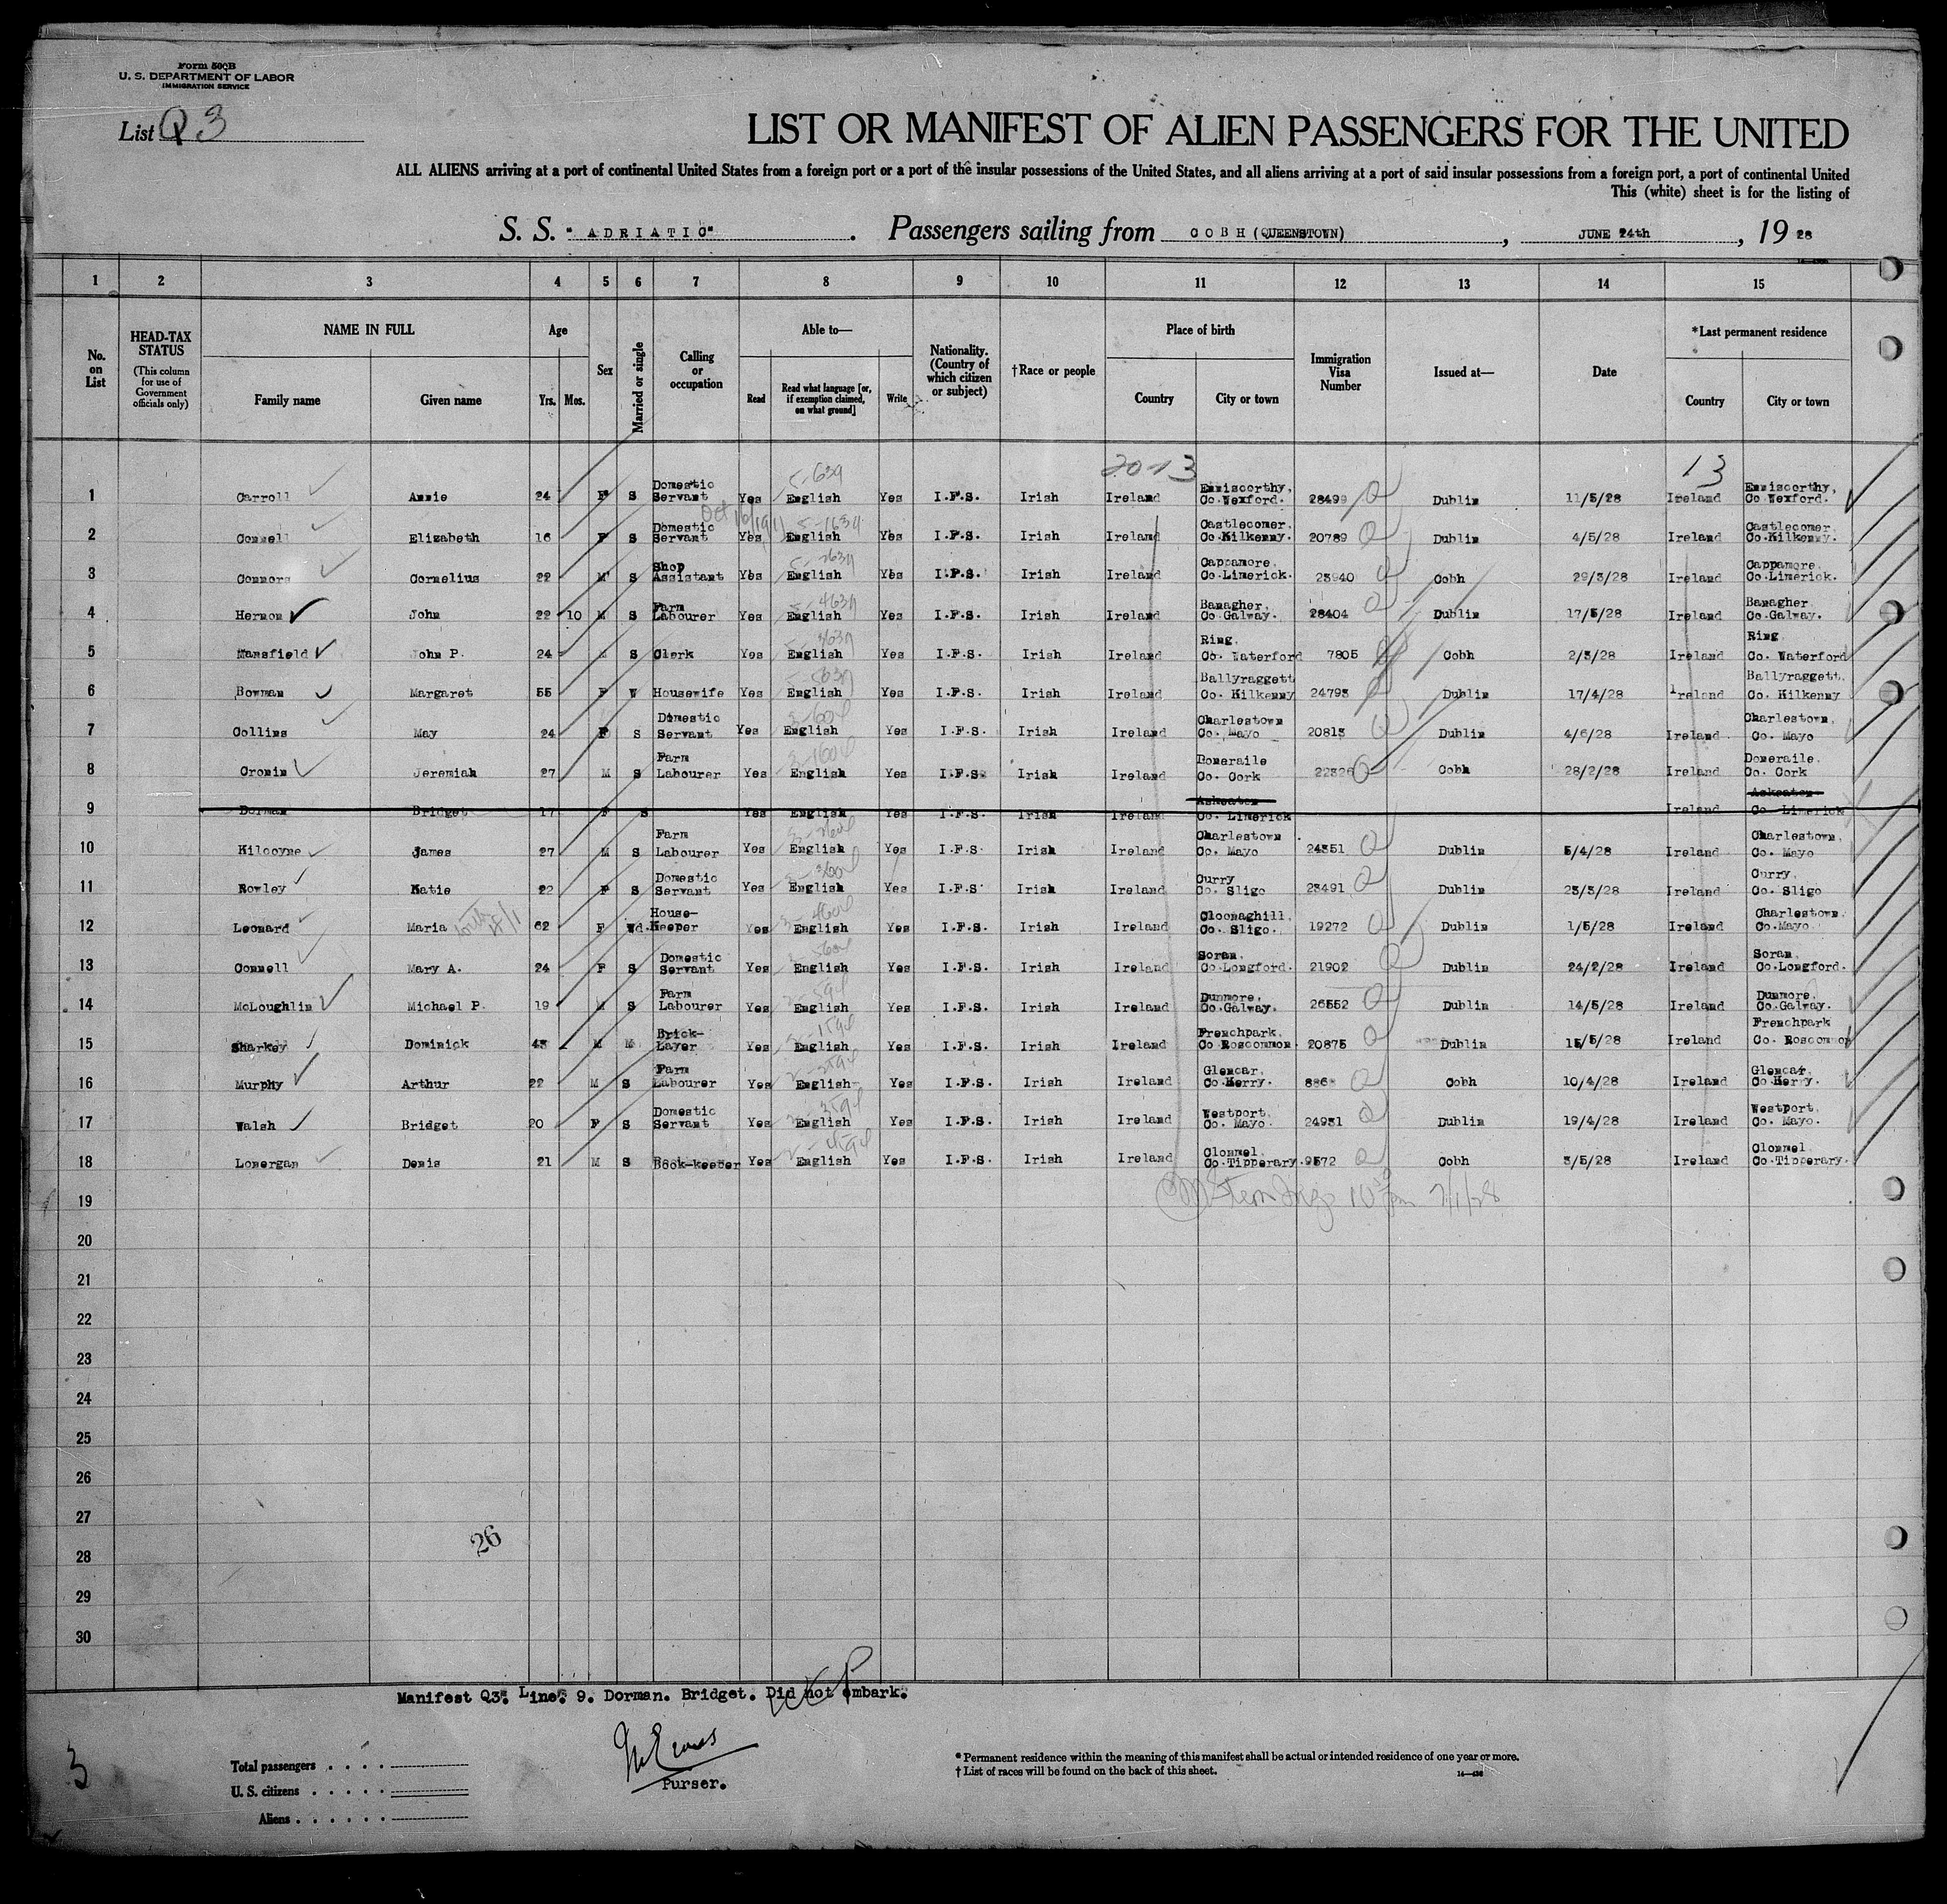 Form 500B
U. S. DEPARTMENT OF LABOR
IMMIGRATION SERVICE
List Q 3
LIST OR MANIFEST OF ALIEN PASSENGERS FOR THE UNITED
ALL ALIENS arriving at a port of continental United States from a foreign port or a port of the insular possessions of the United States, and all aliens arriving at a port of said insular possessions from a foreign port, a port of continental United
This (white) sheet is for the listing of
S. S. "ADRIATIC". Passengers sailing from COBH (QUEENSTOWN), JUNE 24th, 19 28
1 2 3 4 5 6 7 8 9 10 11 12 13 14 15
No. on List
HEAD-TAX STATUS (This column for use of Government officials only)
NAME IN FULL Family name Given name
Age Yrs. Mos.
Sex
Married or single
Calling or occupation
Able to— Read Read what language [or, if exemption claimed, on what ground] Write
Nationality. (Country of which citizen or subject)
†Race or people
Place of birth Country City or town
Immigration Visa Number
Issued at—
Date
*Last permanent residence Country City or town
20-13 13
1 Carroll Annie 24 F S Domestic Servant Yes English Yes I.F.S. Irish Ireland Enniscorthy, Co Wexford. 28499 Dublin 11/5/28 Ireland Enniscorthy, Co Wexford.
2 Connell Elizabeth 16 F S Domestic Servant Yes English Yes I.F.S. Irish Ireland Castlecomer, Co Kilkenny. 20789 Dublin 4/5/28 Ireland Castlecomer Co Kilkenny.
3 Connors Cornelius 22 M S Shop Assistant Yes English Yes I.F.S. Irish Ireland Cappamore, Co Limerick. 23940 Cobh 29/3/28 Ireland Cappamore, Co Limerick.
4 Hernon John 22 10 M S Farm Labourer Yes English Yes I.F.S. Irish Ireland Banagher, Co Galway. 28404 Dublin 17/5/28 Ireland Banagher Co Galway.
5 Mansfield John P. 24 M S Clerk Yes English Yes I.F.S. Irish Ireland Ring, Co. Waterford 7805 Cobh 2/3/28 Ireland Ring, Co. Waterford
6 Bowman Margaret 55 F W Housewife Yes English Yes I.F.S. Irish Ireland Ballyraggett Co. Kilkenny 24793 Dublin 17/4/28 Ireland Ballyraggett, Co. Kilkenny
7 Collins May 24 F S Domestic Servant Yes English Yes I.F.S. Irish Ireland Charlestown Co. Mayo 20813 Dublin 4/6/28 Ireland Charlestown, Co. Mayo
8 Cronin Jeremiah 27 M S Farm Labourer Yes English Yes I.F.S. Irish Ireland Doneraile Co. Cork 22326 Cobh 28/2/28 Ireland Doneraile, Co. Cork
9 Dorman Bridget 17 F S Yes English Yes I.F.S. Irish Ireland Askeaton Co. Limerick Ireland Askeaton Co Limerick
10 Kilcoyne James 27 M S Farm Labourer Yes English Yes I.F.S. Irish Ireland Charlestown Co. Mayo 24351 Dublin 5/4/28 Ireland Charlestown, Co. Mayo
11 Rowley Katie 22 F S Domestic Servant Yes English Yes I.F.S. Irish Ireland Curry Co. Sligo 23491 Dublin 23/3/28 Ireland Curry, Co. Sligo
12 Leonard Maria 62 F Wd. House-Keeper Yes English Yes I.F.S. Irish Ireland Cloonaghill, Co. Sligo. 19272 Dublin 1/5/28 Ireland Charlestown, Co.Mayo.
13 Connell Mary A. 24 F S Domestic Servant Yes English Yes I.F.S. Irish Ireland Soran, Co Longford. 21902 Dublin 24/2/28 Ireland Soran, Co.Longford.
14 McLoughlin Michael P. 19 M S Farm Labourer Yes English Yes I.F.S. Irish Ireland Dunmore, Co.Galway. 26552 Dublin 14/5/28 Ireland Dunmore, Co.Galway.
15 Sharkey Dominick 43 M M Brick-Layer Yes English Yes I.F.S. Irish Ireland Frenchpark, Co Roscommon. 20875 Dublin 15/5/28 Ireland Frenchpark Co. Roscommon
16 Murphy Arthur 22 M S Farm Labourer Yes English Yes I.F.S. Irish Ireland Glencar, Co.Kerry. Cobh 10/4/28 Ireland Glencar, Co.Kerry.
17 Walsh Bridget 20 F S Domestic Servant Yes English Yes I.F.S. Irish Ireland Westport, Co. Mayo. 24931 Dublin 19/4/28 Ireland Westport, Co. Mayo.
18 Lonergan Denis 21 M S Book-keeper Yes English Yes I.F.S. Irish Ireland Clonmel, Co.Tipperary. 9572 Cobh 3/5/28 Ireland Clonmel, Co.Tipperary.
19
20
21
22
23
24
25
26
27
28
29
30
26
Manifest Q3. Line. 9. Dorman. Bridget. Did not embark.
Purser.
3
Total passengers
U. S. citizens
Aliens
* Permanent residence within the meaning of this manifest shall be actual or intended residence of one year or more.
† List of races will be found on the back of this sheet.